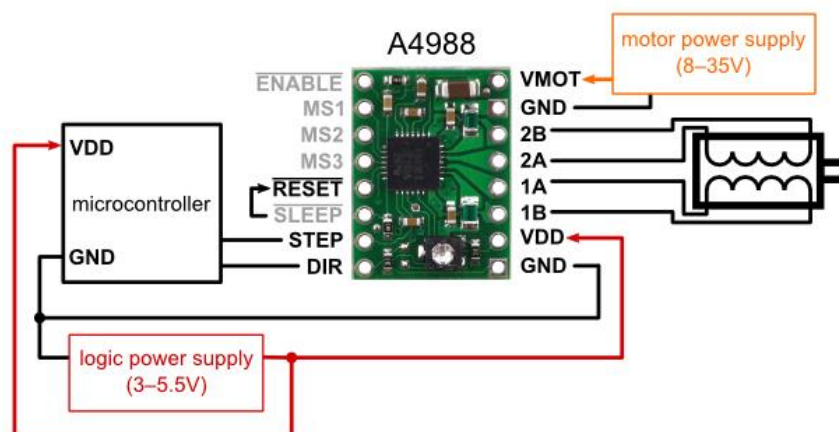 A4988
motor power supply
(8–35V)
ENABLE
VMOT
MS1
GND
MS2
2B
MS3
2A
RESET
1A
SLEEP
1B
STEP
VDD
DIR
GND
VDD
microcontroller
GND
logic power supply
(3–5.5V)